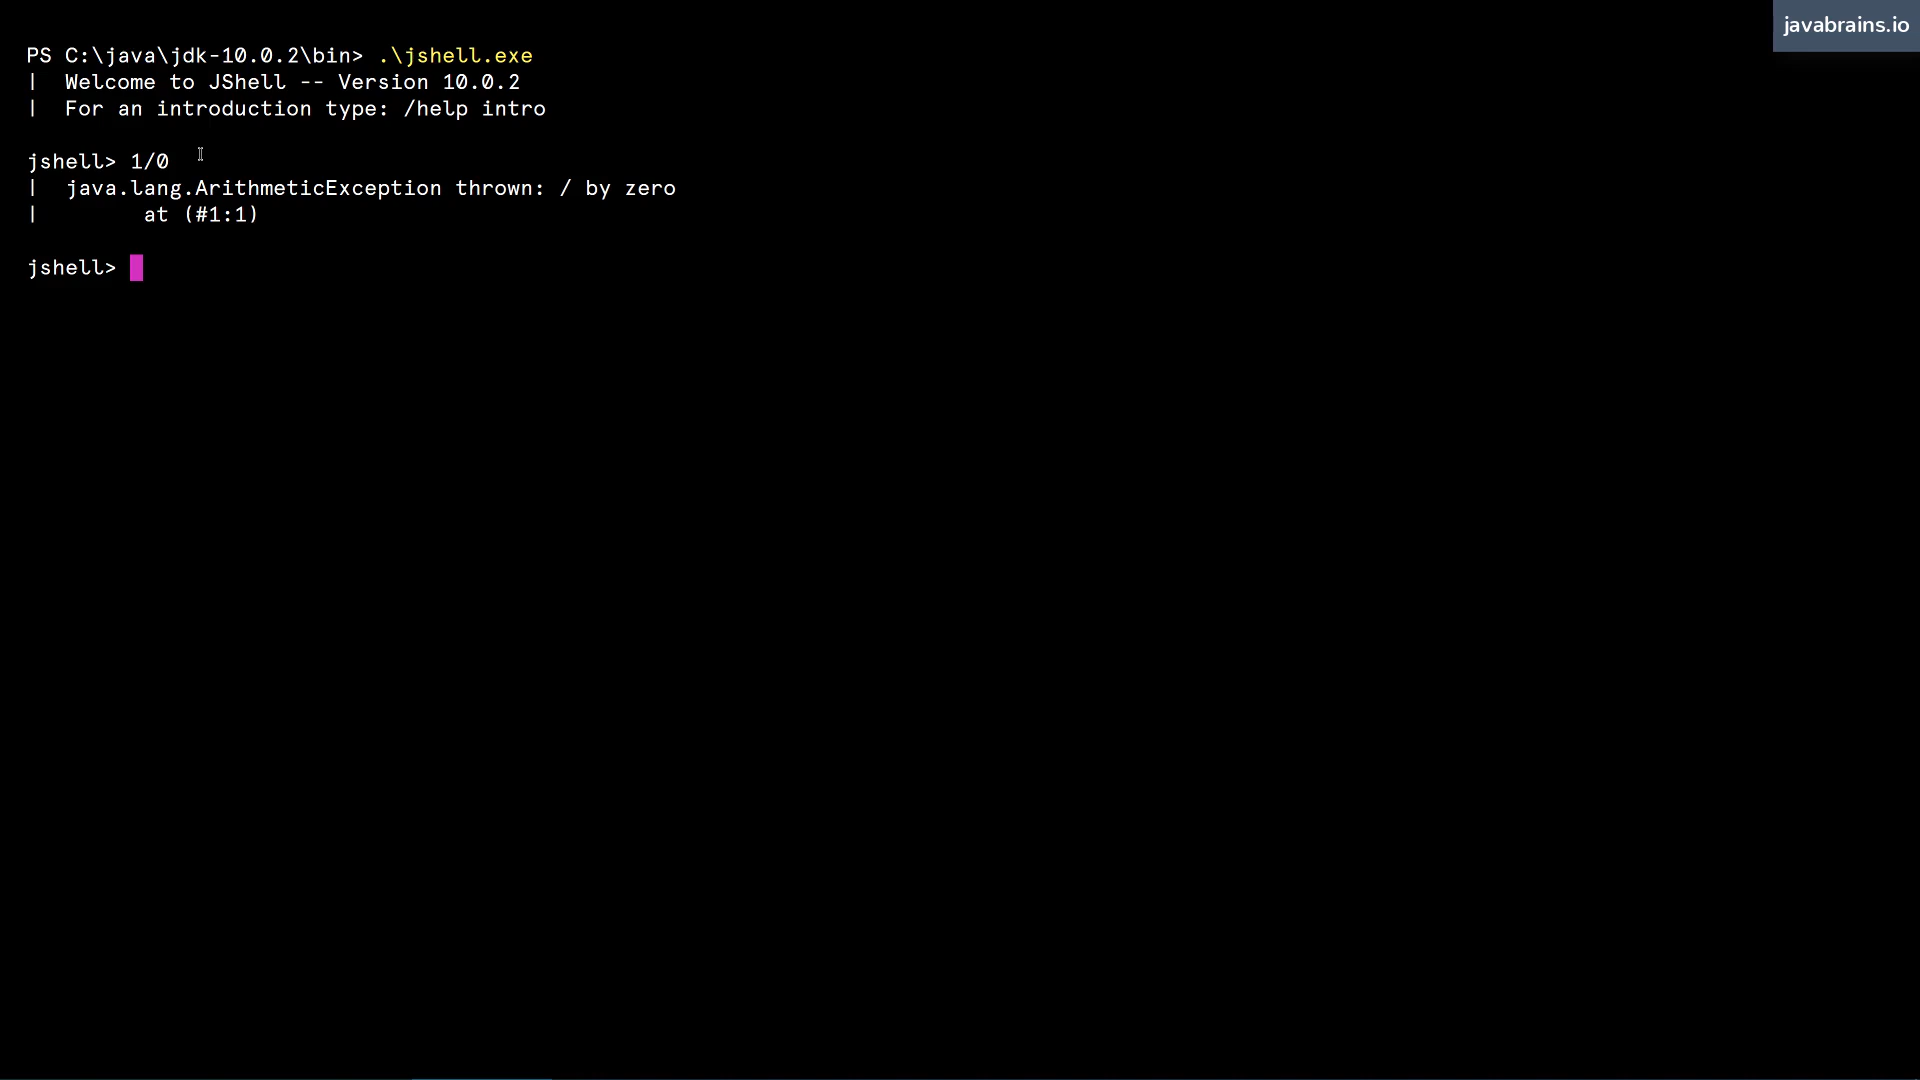 javabrains.io
PS C:\java\jdk-10.0.2\bin> .\jshell.exe
|  Welcome to JShell -- Version 10.0.2
|  For an introduction type: /help intro
jshell> 1/0
|  java.lang.ArithmeticException thrown: / by zero
|        at (#1:1)
jshell>